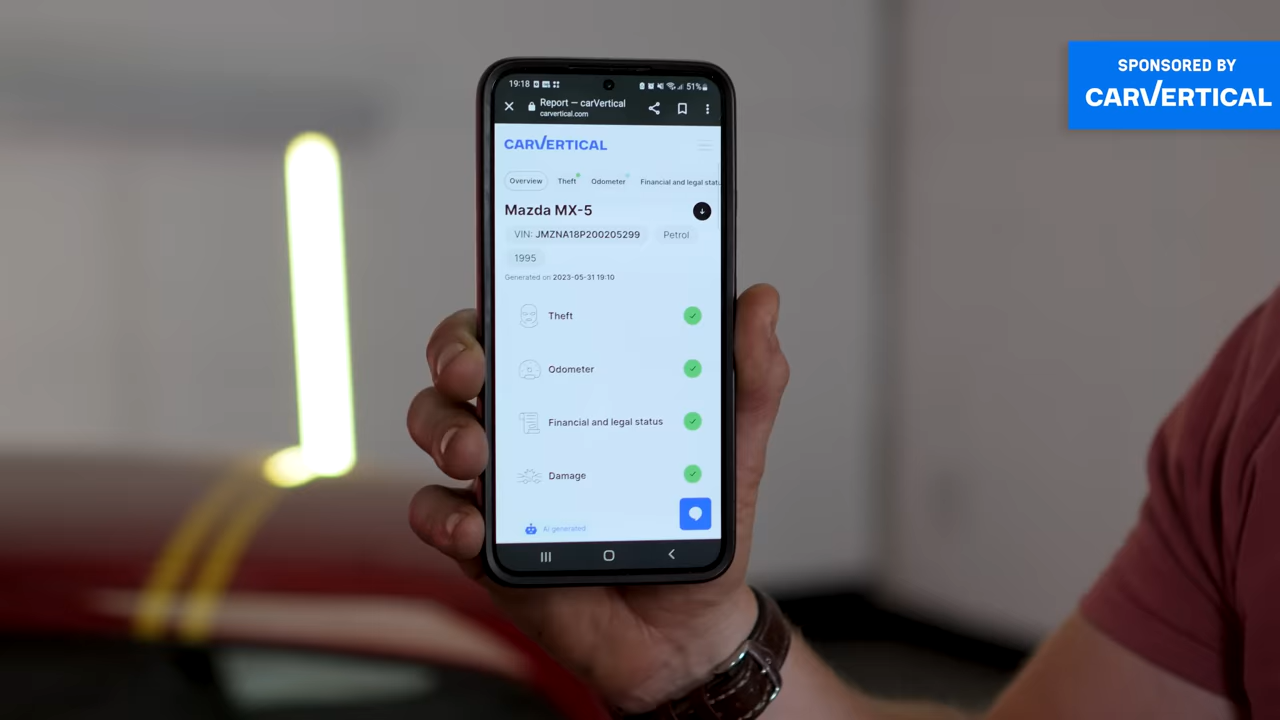 SPONSORED BY
CARVERTICAL
19:18 51%
Report — carVertical
carvertical.com
CARVERTICAL
Overview Theft Odometer Financial and legal statu
Mazda MX-5
VIN: JMZNA18P200205299 Petrol
1995
Generated on 2023-05-31 19:10
Theft
Odometer
Financial and legal status
Damage
Ai generated